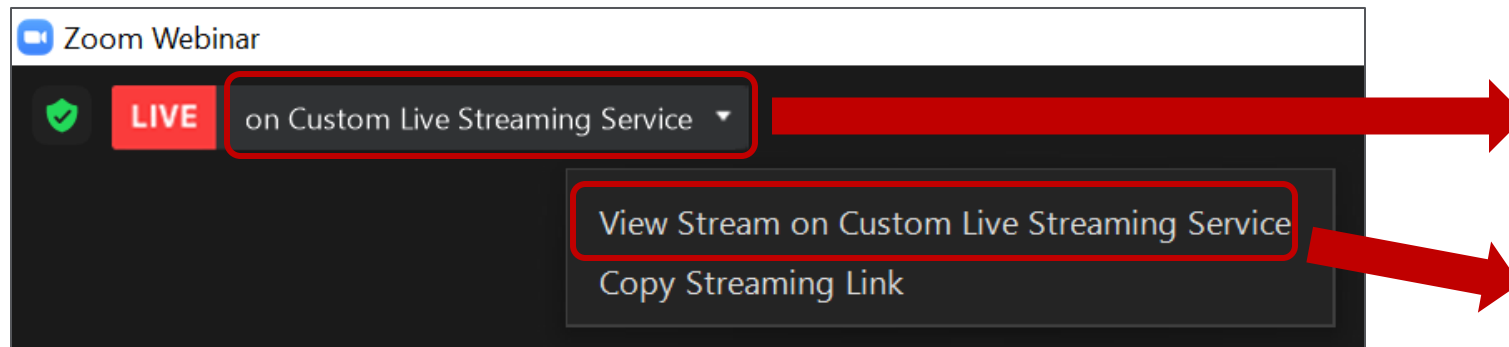 Zoom Webinar
LIVE on Custom Live Streaming Service
View Stream on Custom Live Streaming Service
Copy Streaming Link